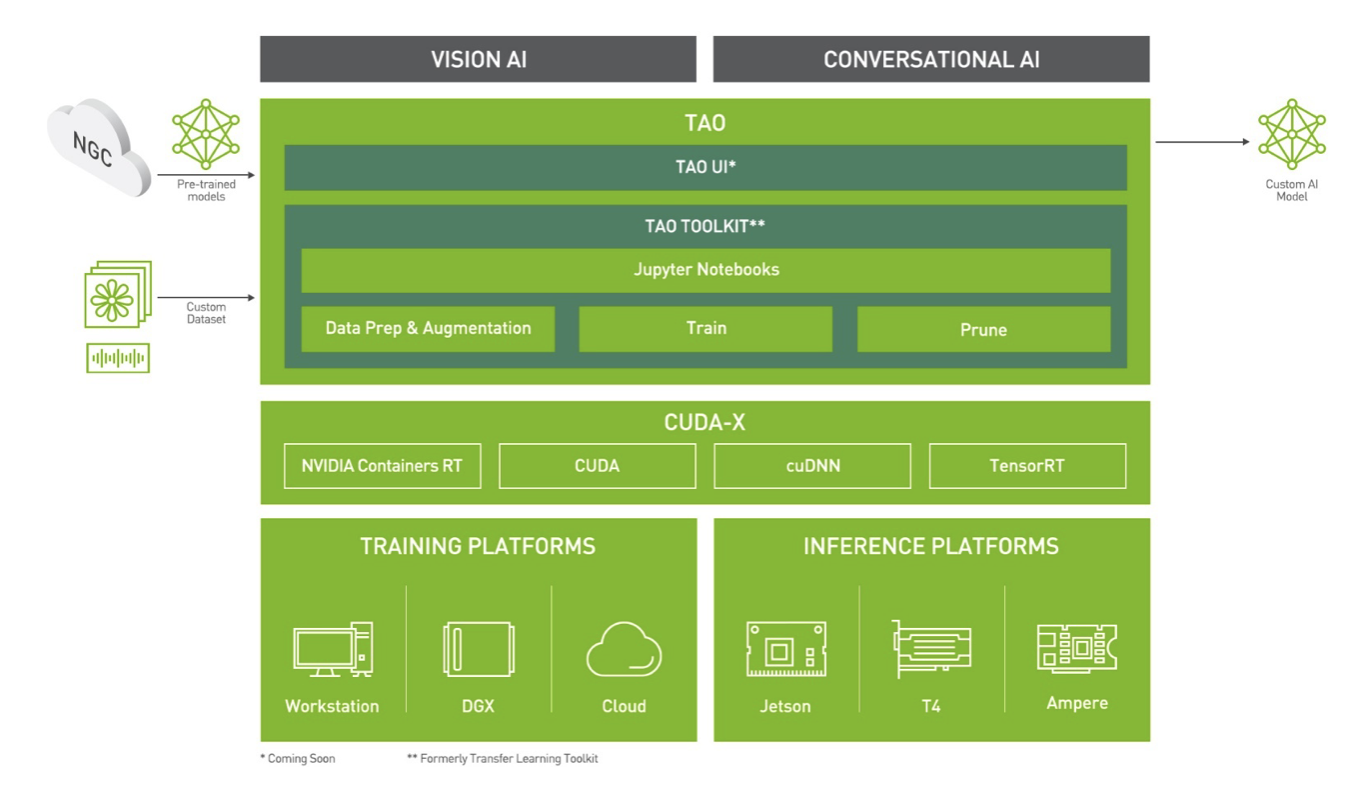 VISION AI
CONVERSATIONAL AI
NGC
Pre-trained
models
TAO
TAO UI*
TAO TOOLKIT**
Jupyter Notebooks
Data Prep & Augmentation
Train
Prune
Custom
Dataset
Custom AI
Model
CUDA-X
NVIDIA Containers RT
CUDA
cuDNN
TensorRT
TRAINING PLATFORMS
Workstation
DGX
Cloud
INFERENCE PLATFORMS
Jetson
T4
Ampere
* Coming Soon
** Formerly Transfer Learning Toolkit